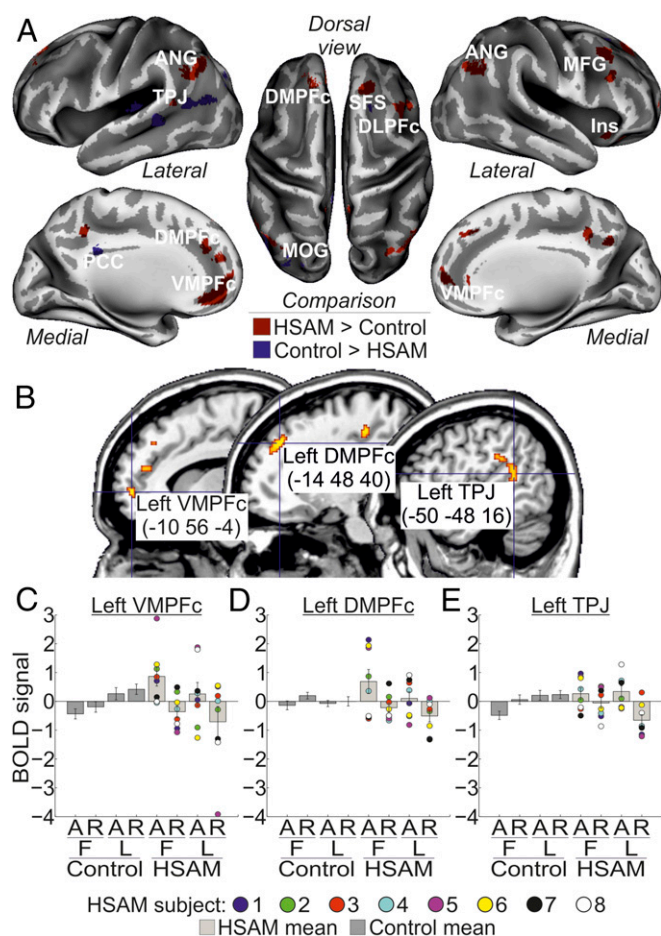 A
Dorsal view
ANG
TPJ
Lateral
DMPFc
SFS
DLPFc
MOG
ANG
MFG
Ins
Lateral
DMPFc
PCC
VMPFc
Medial
VMPFc
Medial
Comparison
HSAM > Control
Control > HSAM
B
Left VMPFc
(-10 56 -4)
Left DMPFc
(-14 48 40)
Left TPJ
(-50 -48 16)
C Left VMPFc
D Left DMPFc
E Left TPJ
BOLD signal
3
2
1
0
-1
-2
-3
-4
A R A R A R A R
F L F L
Control HSAM
3
2
1
0
-1
-2
-3
-4
A R A R A R A R
F L F L
Control HSAM
3
2
1
0
-1
-2
-3
-4
A R A R A R A R
F L F L
Control HSAM
HSAM subject: 1 2 3 4 5 6 7 8
HSAM mean Control mean